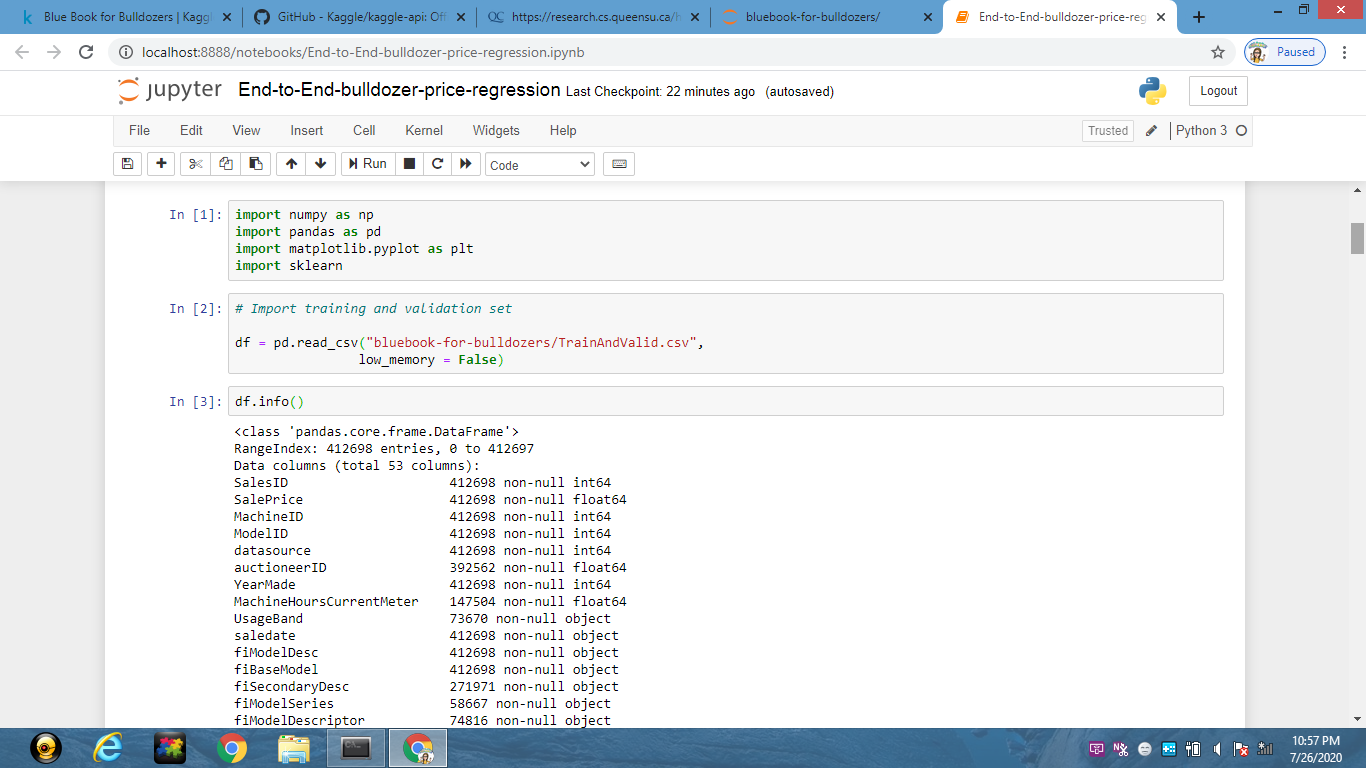 Blue Book for Bulldozers | Kaggl
GitHub - Kaggle/kaggle-api: Off
QC https://research.cs.queensu.ca/h
bluebook-for-bulldozers/
End-to-End-bulldozer-price-reg
localhost:8888/notebooks/End-to-End-bulldozer-price-regression.ipynb
Paused
jupyter End-to-End-bulldozer-price-regression Last Checkpoint: 22 minutes ago (autosaved)
Logout
File Edit View Insert Cell Kernel Widgets Help
Trusted
Python 3
Run
Code
In [1]: import numpy as np
import pandas as pd
import matplotlib.pyplot as plt
import sklearn
In [2]: # Import training and validation set
df = pd.read_csv("bluebook-for-bulldozers/TrainAndValid.csv",
low_memory = False)
In [3]: df.info()
<class 'pandas.core.frame.DataFrame'>
RangeIndex: 412698 entries, 0 to 412697
Data columns (total 53 columns):
SalesID 412698 non-null int64
SalePrice 412698 non-null float64
MachineID 412698 non-null int64
ModelID 412698 non-null int64
datasource 412698 non-null int64
auctioneerID 392562 non-null float64
YearMade 412698 non-null int64
MachineHoursCurrentMeter 147504 non-null float64
UsageBand 73670 non-null object
saledate 412698 non-null object
fiModelDesc 412698 non-null object
fiBaseModel 412698 non-null object
fiSecondaryDesc 271971 non-null object
fiModelSeries 58667 non-null object
fiModelDescriptor 74816 non-null object
10:57 PM
7/26/2020